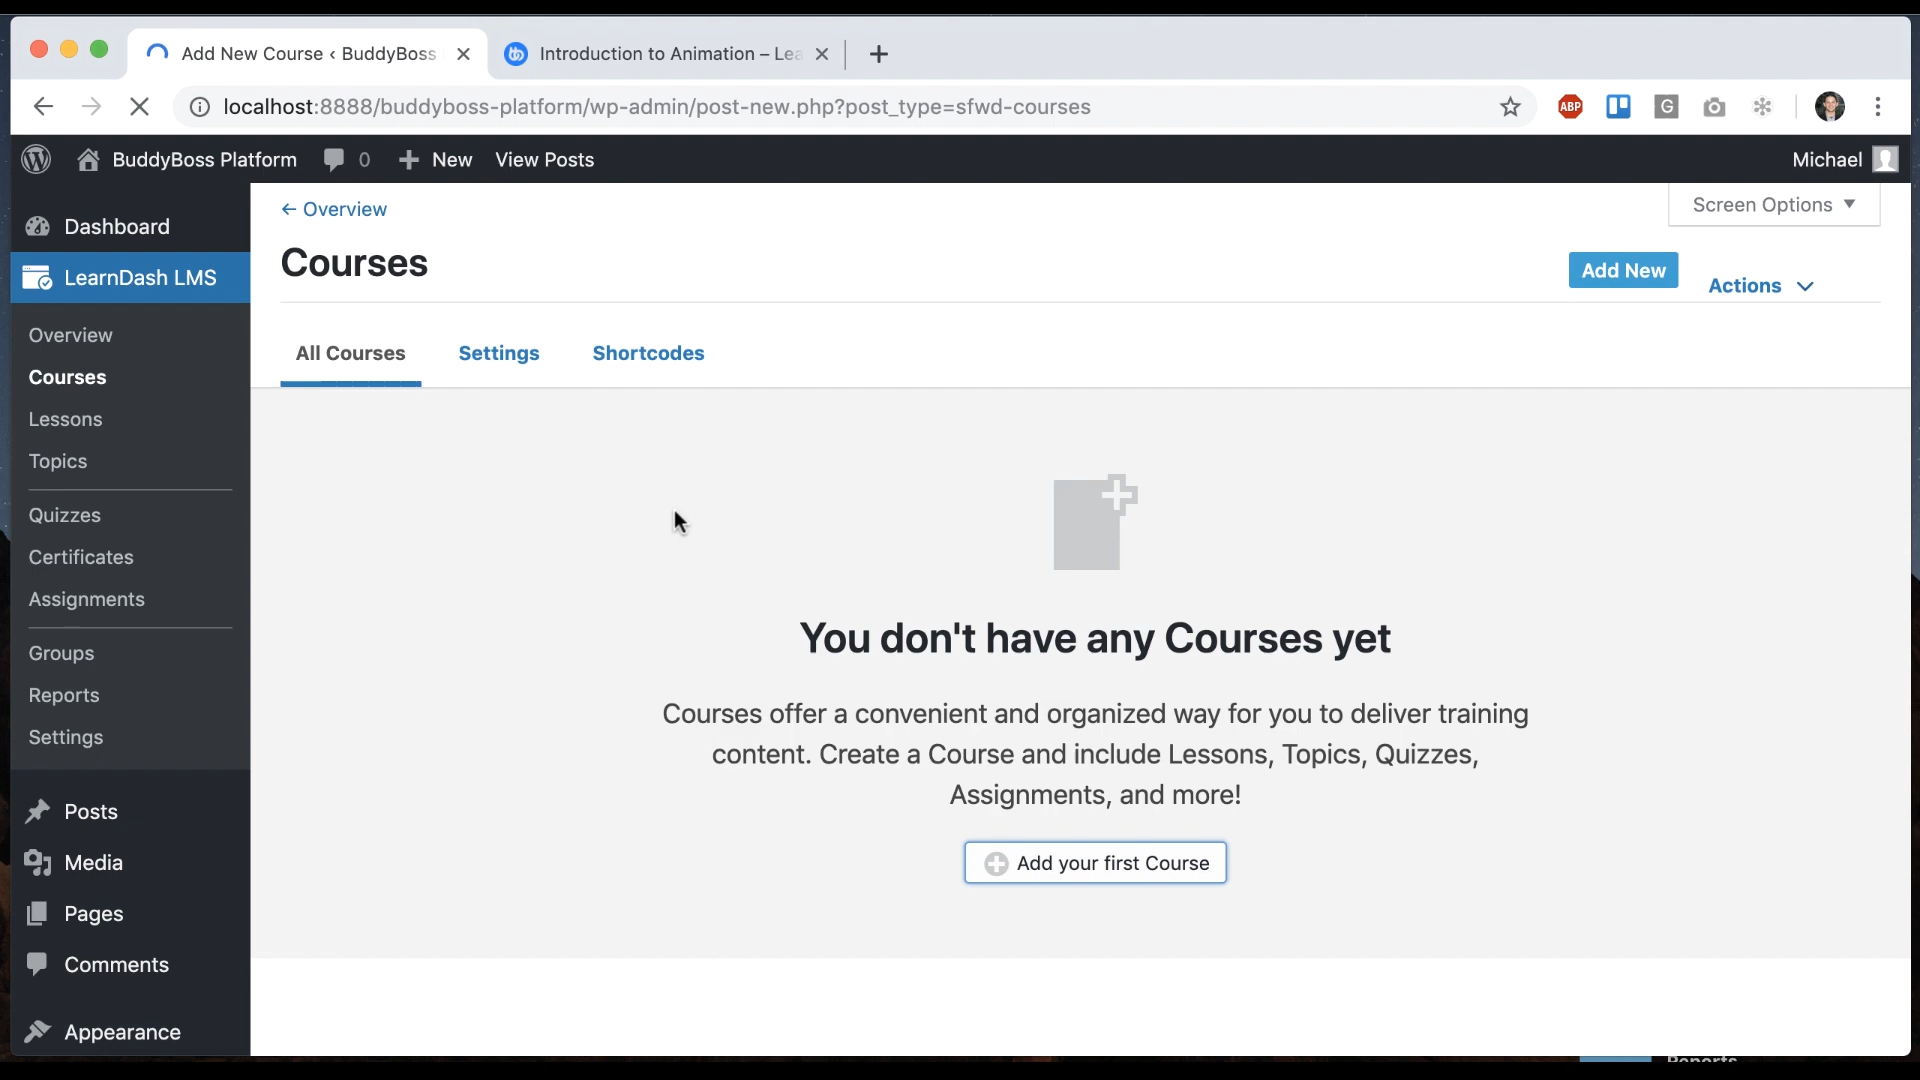 Add New Course ‹ BuddyBoss
Introduction to Animation – Lea
localhost:8888/buddyboss-platform/wp-admin/post-new.php?post_type=sfwd-courses
ABP
G
BuddyBoss Platform
0
New
View Posts
Michael
Dashboard
LearnDash LMS
Overview
Courses
Lessons
Topics
Quizzes
Certificates
Assignments
Groups
Reports
Settings
Posts
Media
Pages
Comments
Appearance
← Overview
Screen Options
Courses
Add New
Actions
All Courses
Settings
Shortcodes
You don't have any Courses yet
Courses offer a convenient and organized way for you to deliver training
content. Create a Course and include Lessons, Topics, Quizzes,
Assignments, and more!
Add your first Course
Reports